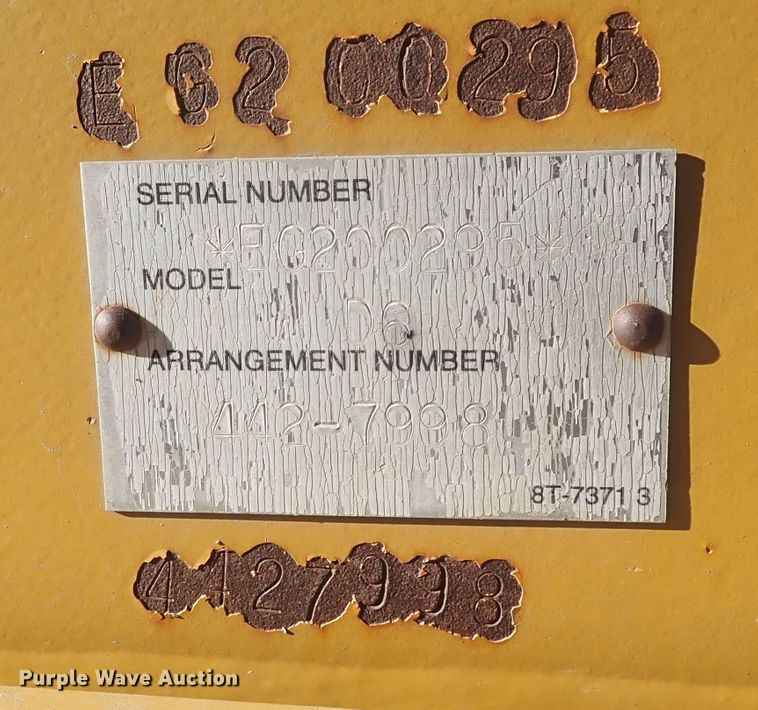 EG200295
SERIAL NUMBER
*EG200295*
MODEL
D6
ARRANGEMENT NUMBER
442-7998
8T-7371 3
4427998
Purple Wave Auction